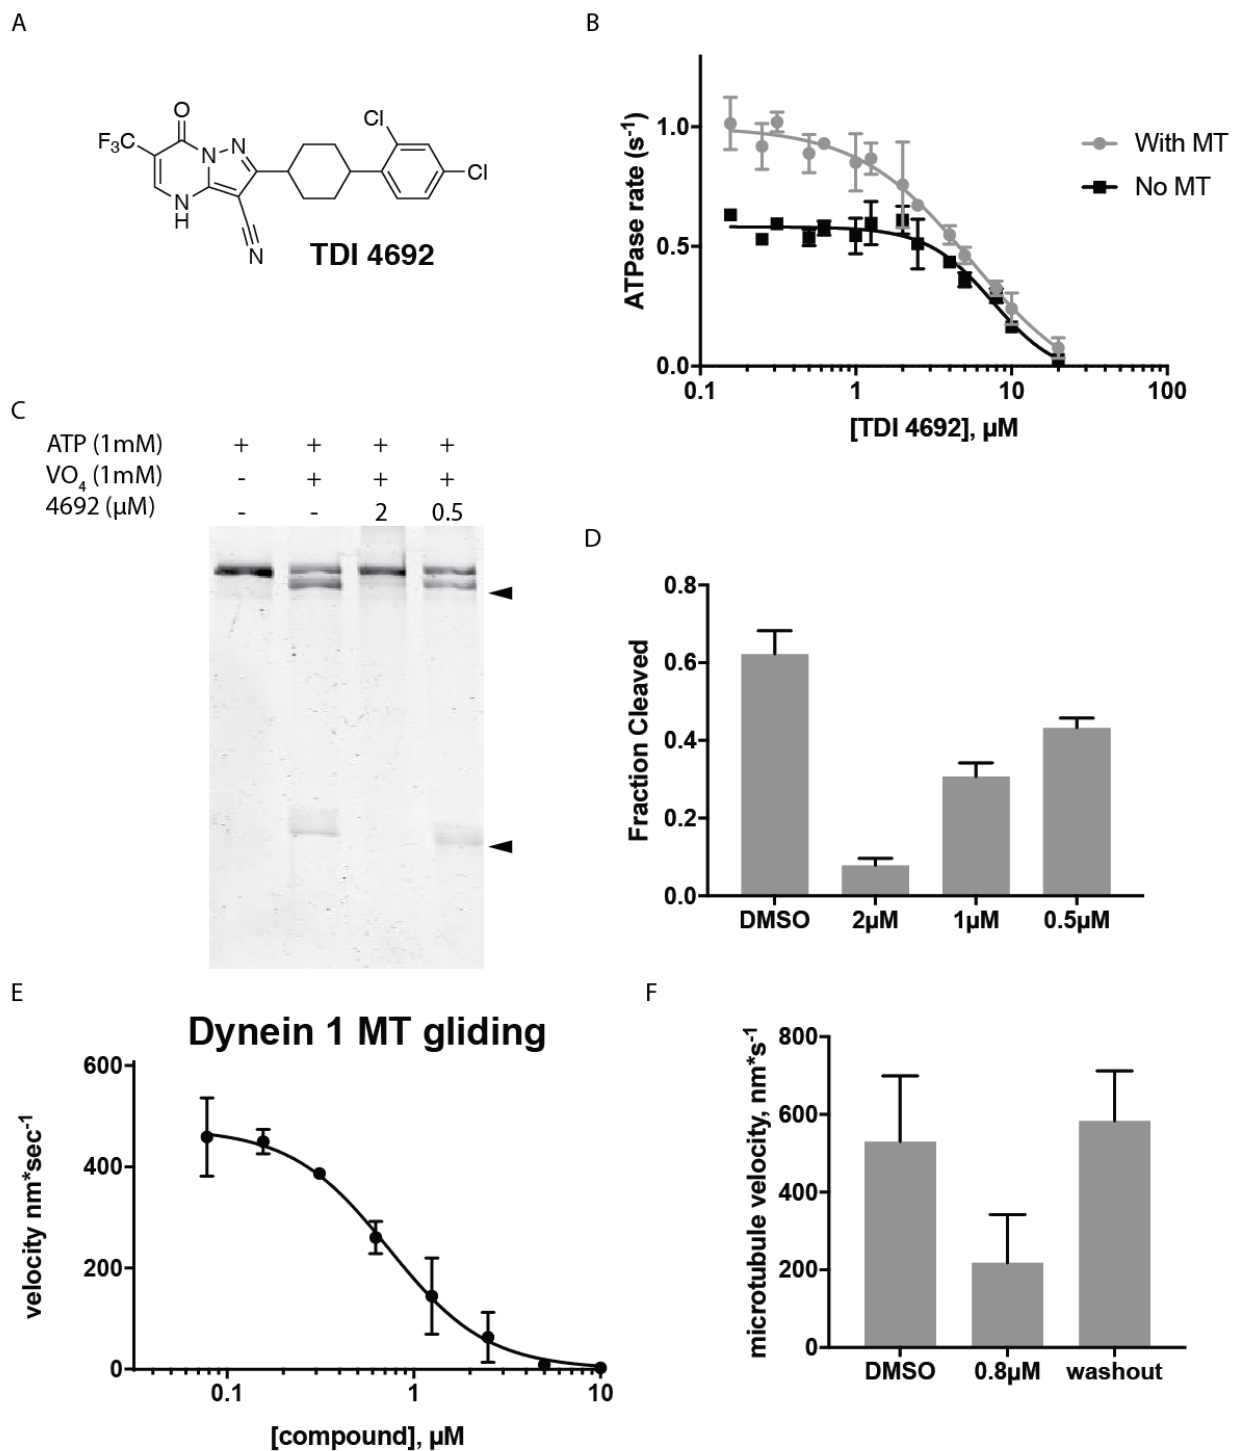 A
O
F₃C
N
N
N
H
N
Cl
Cl
TDI 4692
B
ATPase rate (s⁻¹)
1.0
0.5
0.0
0.1
1
10
100
[TDI 4692], µM
With MT
No MT
C
ATP (1mM) + + + +
VO₄ (1mM) - + + +
4692 (µM) - - 2 0.5
D
Fraction Cleaved
0.8
0.6
0.4
0.2
0.0
DMSO 2µM 1µM 0.5µM
E
Dynein 1 MT gliding
velocity nm*sec⁻¹
600
400
200
0
0.1 1 10
[compound], µM
F
microtubule velocity, nm*s⁻¹
800
600
400
200
0
DMSO 0.8µM washout